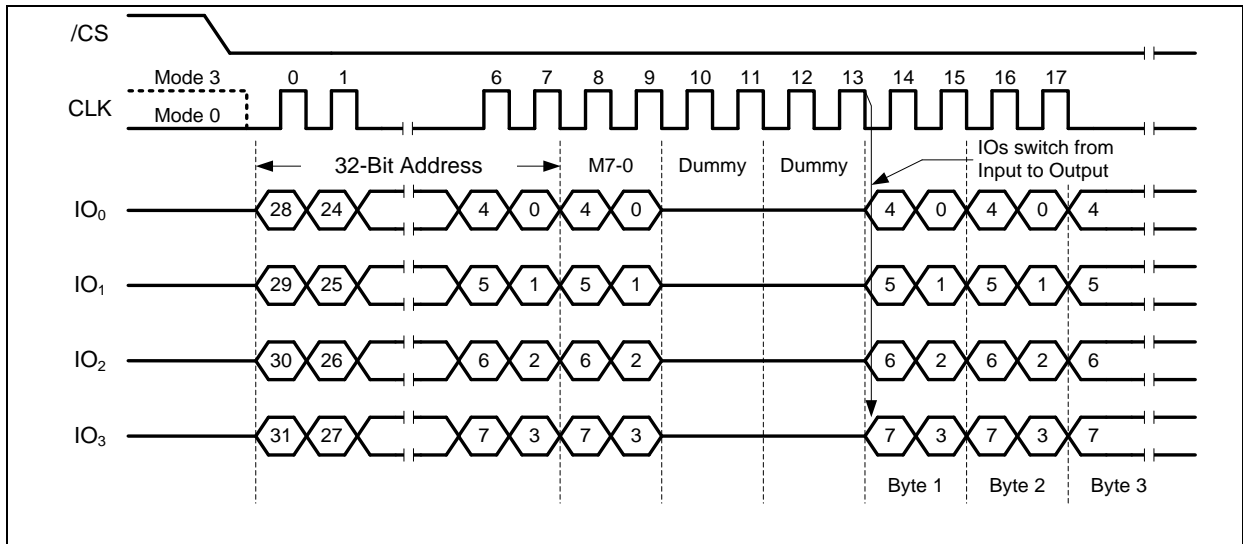 /CS
Mode 3 0 1 6 7 8 9 10 11 12 13 14 15 16 17
CLK
Mode 0
IOs switch from
Input to Output
32-Bit Address M7-0 Dummy Dummy
IO₀ 28 24 4 0 4 0 4 0 4 0 4
IO₁ 29 25 5 1 5 1 5 1 5 1 5
IO₂ 30 26 6 2 6 2 6 2 6 2 6
IO₃ 31 27 7 3 7 3 7 3 7 3 7
Byte 1 Byte 2 Byte 3